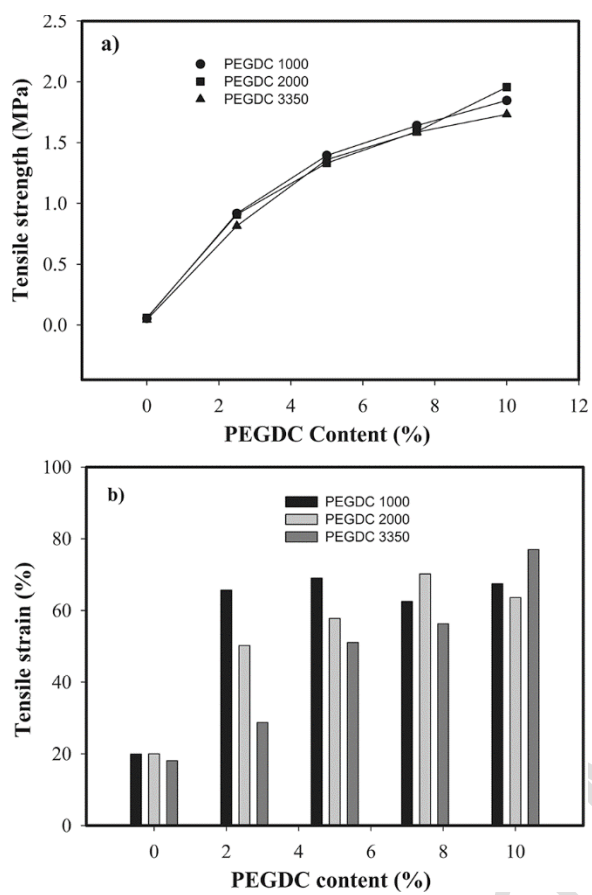 a)
PEGDC 1000
PEGDC 2000
PEGDC 3350
Tensile strength (MPa)
2.5
2.0
1.5
1.0
0.5
0.0
0 2 4 6 8 10 12
PEGDC Content (%)
b)
PEGDC 1000
PEGDC 2000
PEGDC 3350
Tensile strain (%)
100
80
60
40
20
0
0 2 4 6 8 10
PEGDC content (%)